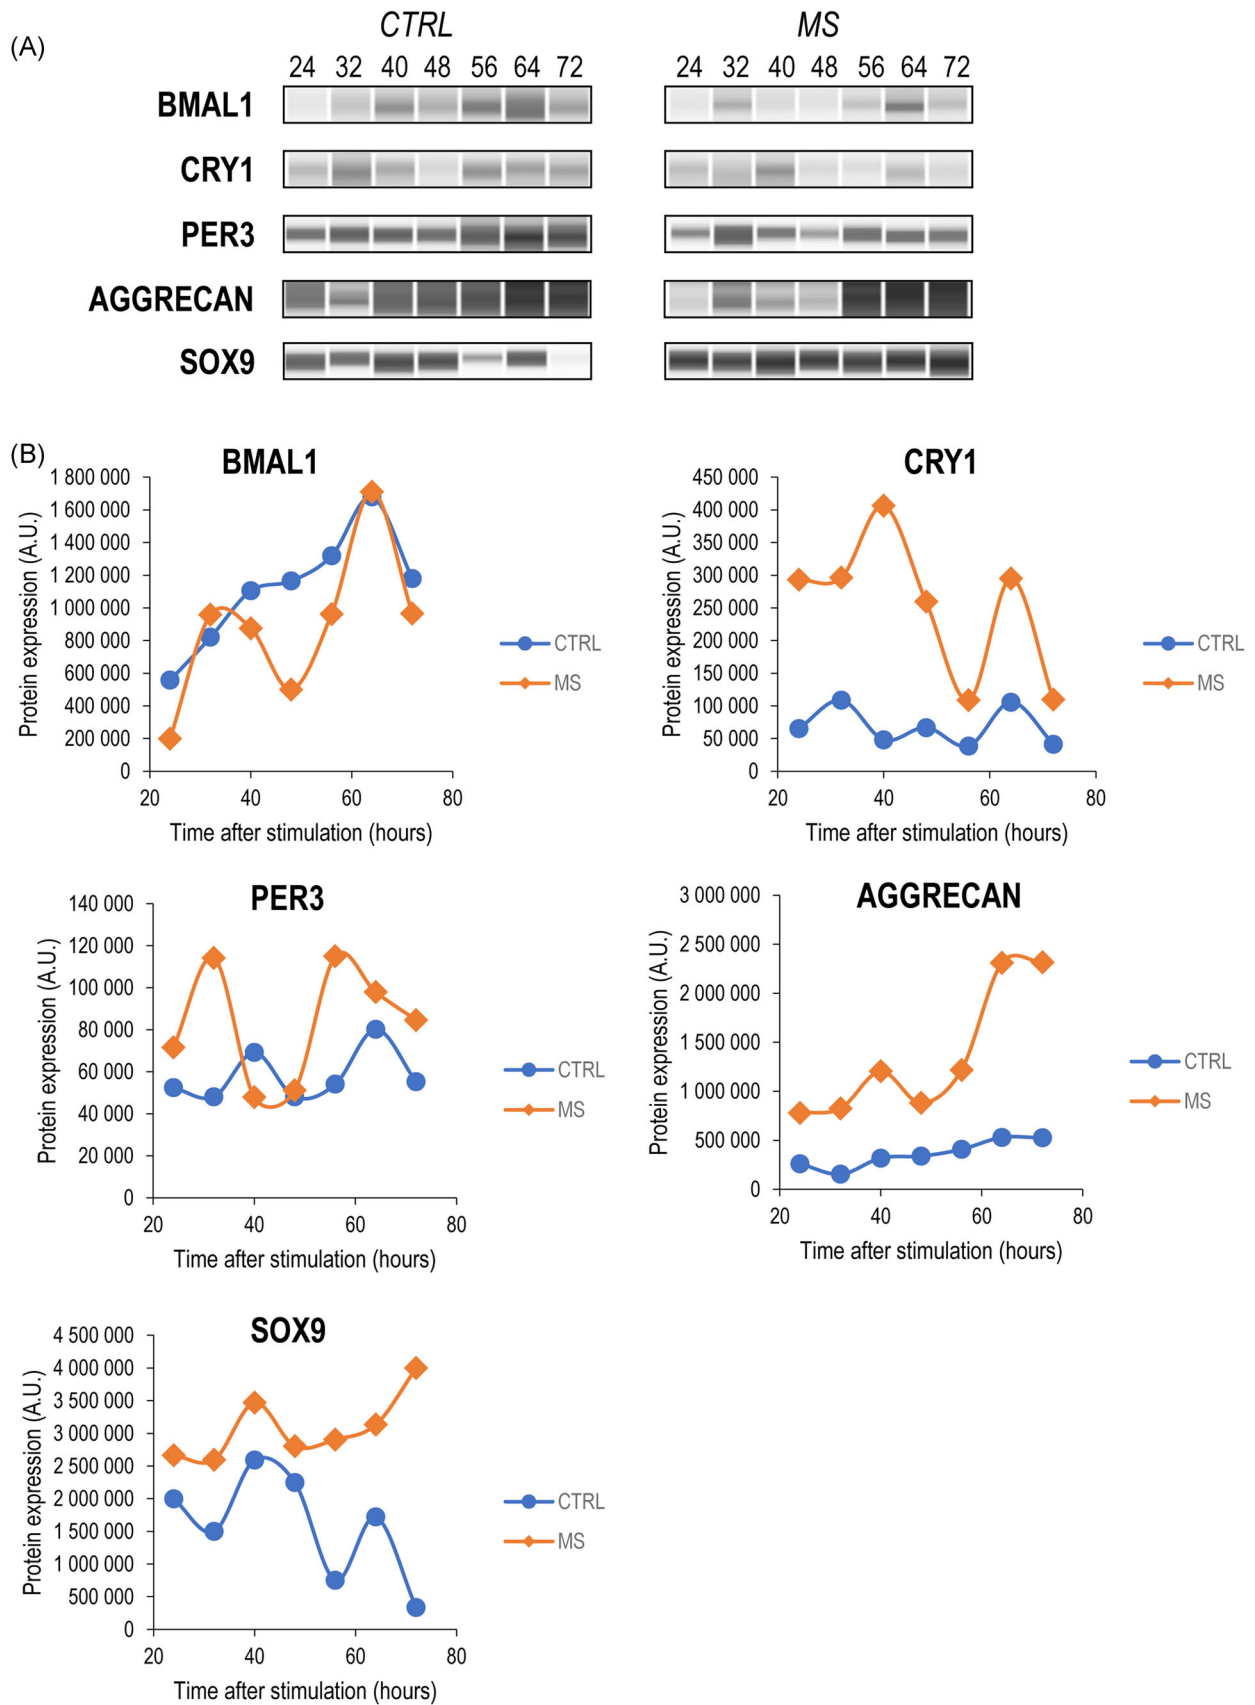 (A)
CTRL MS
24 32 40 48 56 64 72 24 32 40 48 56 64 72
BMAL1
CRY1
PER3
AGGRECAN
SOX9
(B)
BMAL1
Protein expression (A.U.)
1 800 000
1 600 000
1 400 000
1 200 000
1 000 000
800 000
600 000
400 000
200 000
0
20 40 60 80
Time after stimulation (hours)
CTRL
MS
CRY1
Protein expression (A.U.)
450 000
400 000
350 000
300 000
250 000
200 000
150 000
100 000
50 000
0
20 40 60 80
Time after stimulation (hours)
CTRL
MS
PER3
Protein expression (A.U.)
140 000
120 000
100 000
80 000
60 000
40 000
20 000
0
20 40 60 80
Time after stimulation (hours)
CTRL
MS
AGGRECAN
Protein expression (A.U.)
3 000 000
2 500 000
2 000 000
1 500 000
1 000 000
500 000
0
20 40 60 80
Time after stimulation (hours)
CTRL
MS
SOX9
Protein expression (A.U.)
4 500 000
4 000 000
3 500 000
3 000 000
2 500 000
2 000 000
1 500 000
1 000 000
500 000
0
20 40 60 80
Time after stimulation (hours)
CTRL
MS